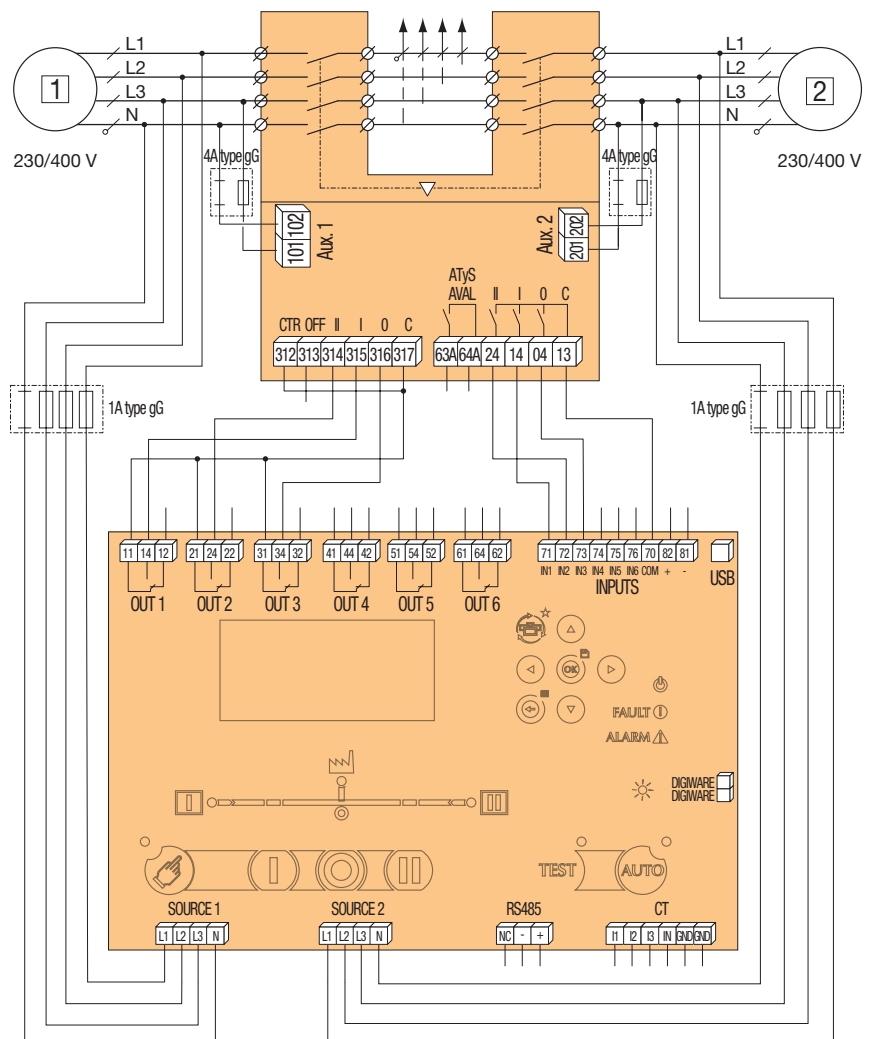 L1 L1
L2 L2
L3 L3
N N
1 2
230/400 V 230/400 V
4A type gG 4A type gG
101 102
Aux. 1
201 202
Aux. 2
ATyS
AVAL II I 0 C
CTR OFF II I 0 C
312 313 314 315 316 317
63A 64A 24 14 04 13
1A type gG 1A type gG
11 14 12
21 24 22
31 34 32
41 44 42
51 54 52
61 64 62
71 72 73 74 75 76 70 82 81
OUT 1 OUT 2 OUT 3 OUT 4 OUT 5 OUT 6
IN1 IN2 IN3 IN4 IN5 IN6 COM + -
INPUTS
USB
OK
FAULT
ALARM
DIGIWARE
DIGIWARE
I II
I II
TEST AUTO
SOURCE 1 SOURCE 2 RS485 CT
L1 L2 L3 N
L1 L2 L3 N
NC - +
I1 I2 I3 IN GND GND